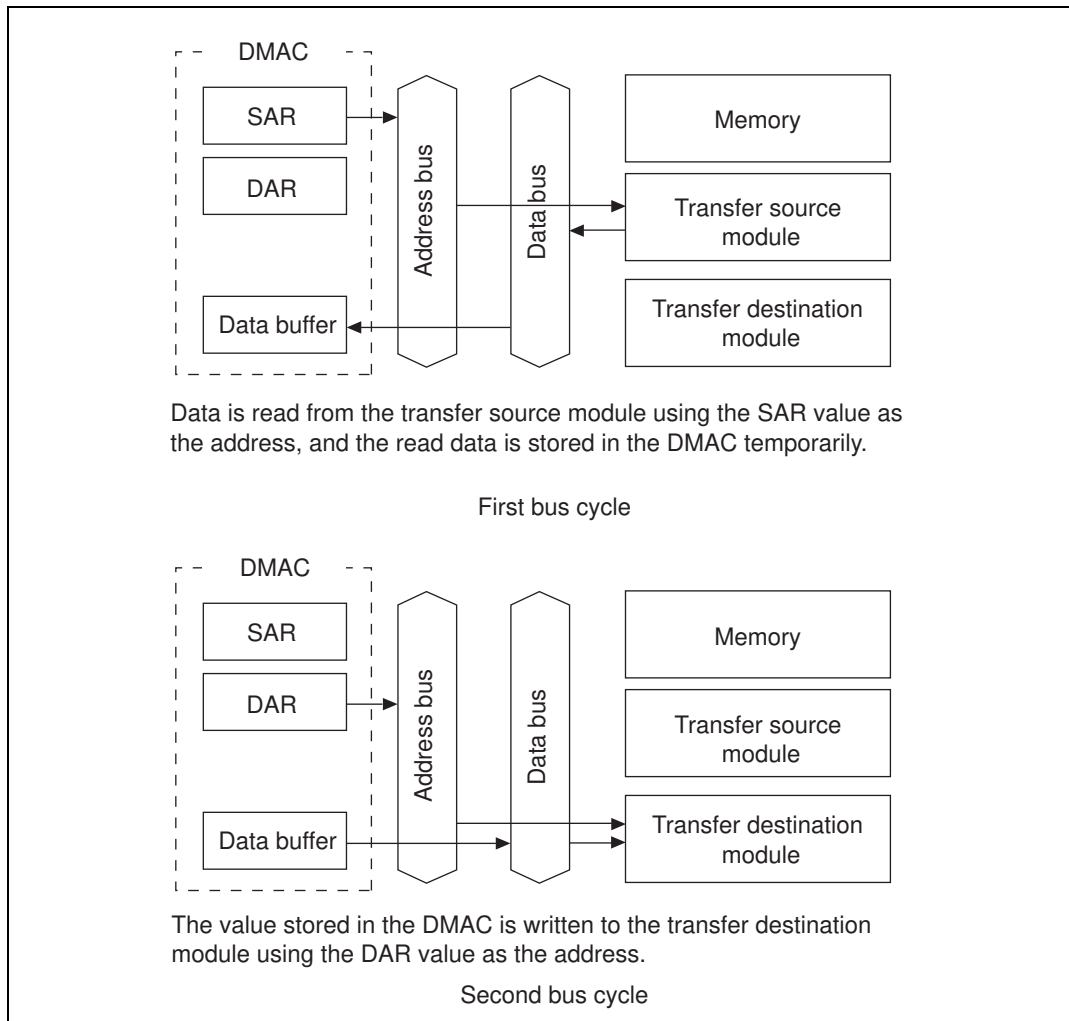 DMAC
SAR
DAR
Data buffer
Address bus
Data bus
Memory
Transfer source
module
Transfer destination
module
Data is read from the transfer source module using the SAR value as
the address, and the read data is stored in the DMAC temporarily.
First bus cycle
DMAC
SAR
DAR
Data buffer
Address bus
Data bus
Memory
Transfer source
module
Transfer destination
module
The value stored in the DMAC is written to the transfer destination
module using the DAR value as the address.
Second bus cycle